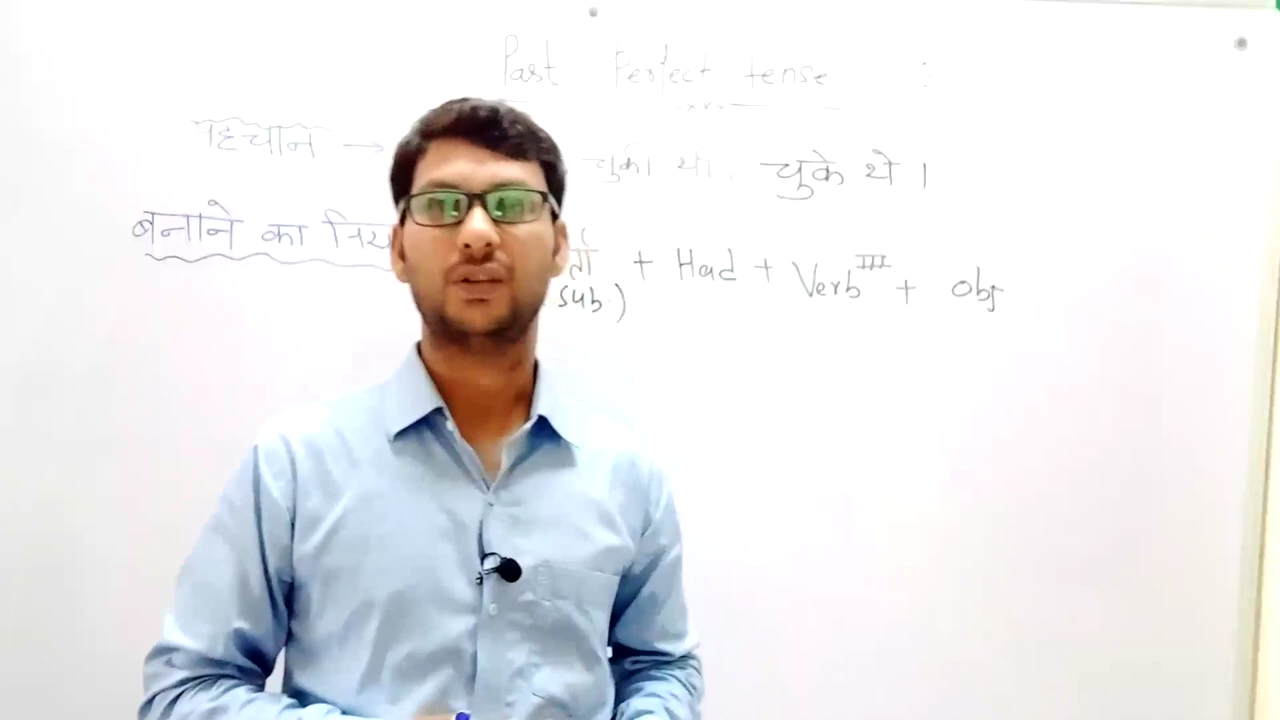 Past Perfect tense :
पहचान → चुका था, चुके थे ।
बनाने का + Had + Verb III + Obj
sub )